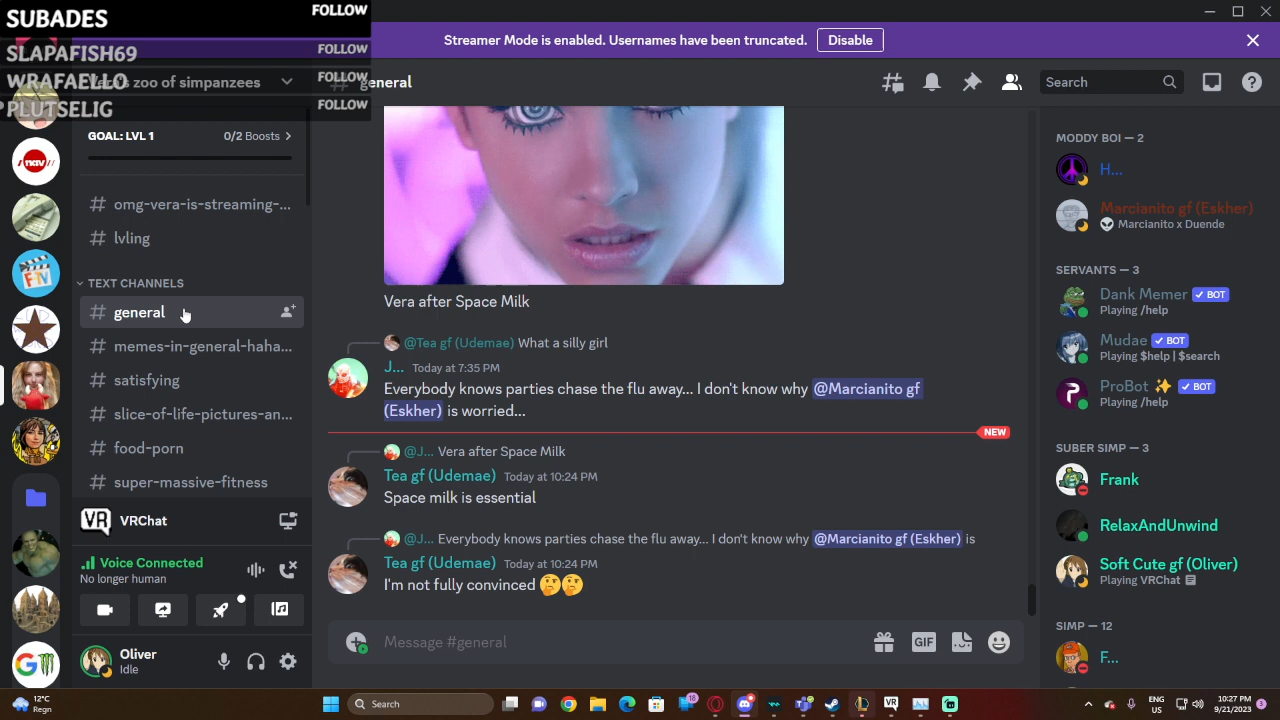 SUBADES FOLLOW
SLAPAFISH69 FOLLOW
WRAFAELLO FOLLOW
PLUTSELIG FOLLOW
Streamer Mode is enabled. Usernames have been truncated. Disable
zoo of simpanzees
general
Search
GOAL: LVL 1 0/2 Boosts
omg-vera-is-streaming-...
lvling
TEXT CHANNELS
general
memes-in-general-haha...
satisfying
slice-of-life-pictures-an...
food-porn
super-massive-fitness
VRChat
Voice Connected
No longer human
Oliver
Idle
Vera after Space Milk
@Tea gf (Udemae) What a silly girl
J... Today at 7:35 PM
Everybody knows parties chase the flu away... I don't know why @Marcianito gf
(Eskher) is worried...
NEW
@J... Vera after Space Milk
Tea gf (Udemae) Today at 10:24 PM
Space milk is essential
@J... Everybody knows parties chase the flu away... I don't know why @Marcianito gf (Eskher) is
Tea gf (Udemae) Today at 10:24 PM
I'm not fully convinced 🤔🤔
Message #general
GIF
MODDY BOI — 2
H...
Marcianito gf (Eskher)
👽 Marcianito x Duende
SERVANTS — 3
Dank Memer ✓ BOT
Playing /help
Mudae ✓ BOT
Playing $help | $search
ProBot ✨ ✓ BOT
Playing /help
SUBER SIMP — 3
Frank
RelaxAndUnwind
Soft Cute gf (Oliver)
Playing VRChat
SIMP — 12
F...
12°C
Regn
Search
18
ENG
US
10:27 PM
9/21/2023
3